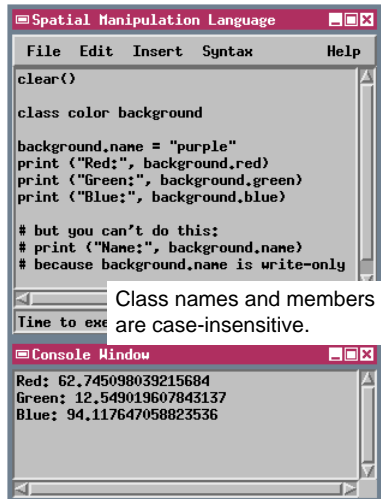 Spatial Manipulation Language
File Edit Insert Syntax Help
clear()
class color background
background.name = "purple"
print ("Red:", background.red)
print ("Green:", background.green)
print ("Blue:", background.blue)
# but you can't do this:
# print ("Name:", background.name)
# because background.name is write-only
Time to exe
Class names and members
are case-insensitive.
Console Window
Red: 62.745098039215684
Green: 12.549019607843137
Blue: 94.117647058823536